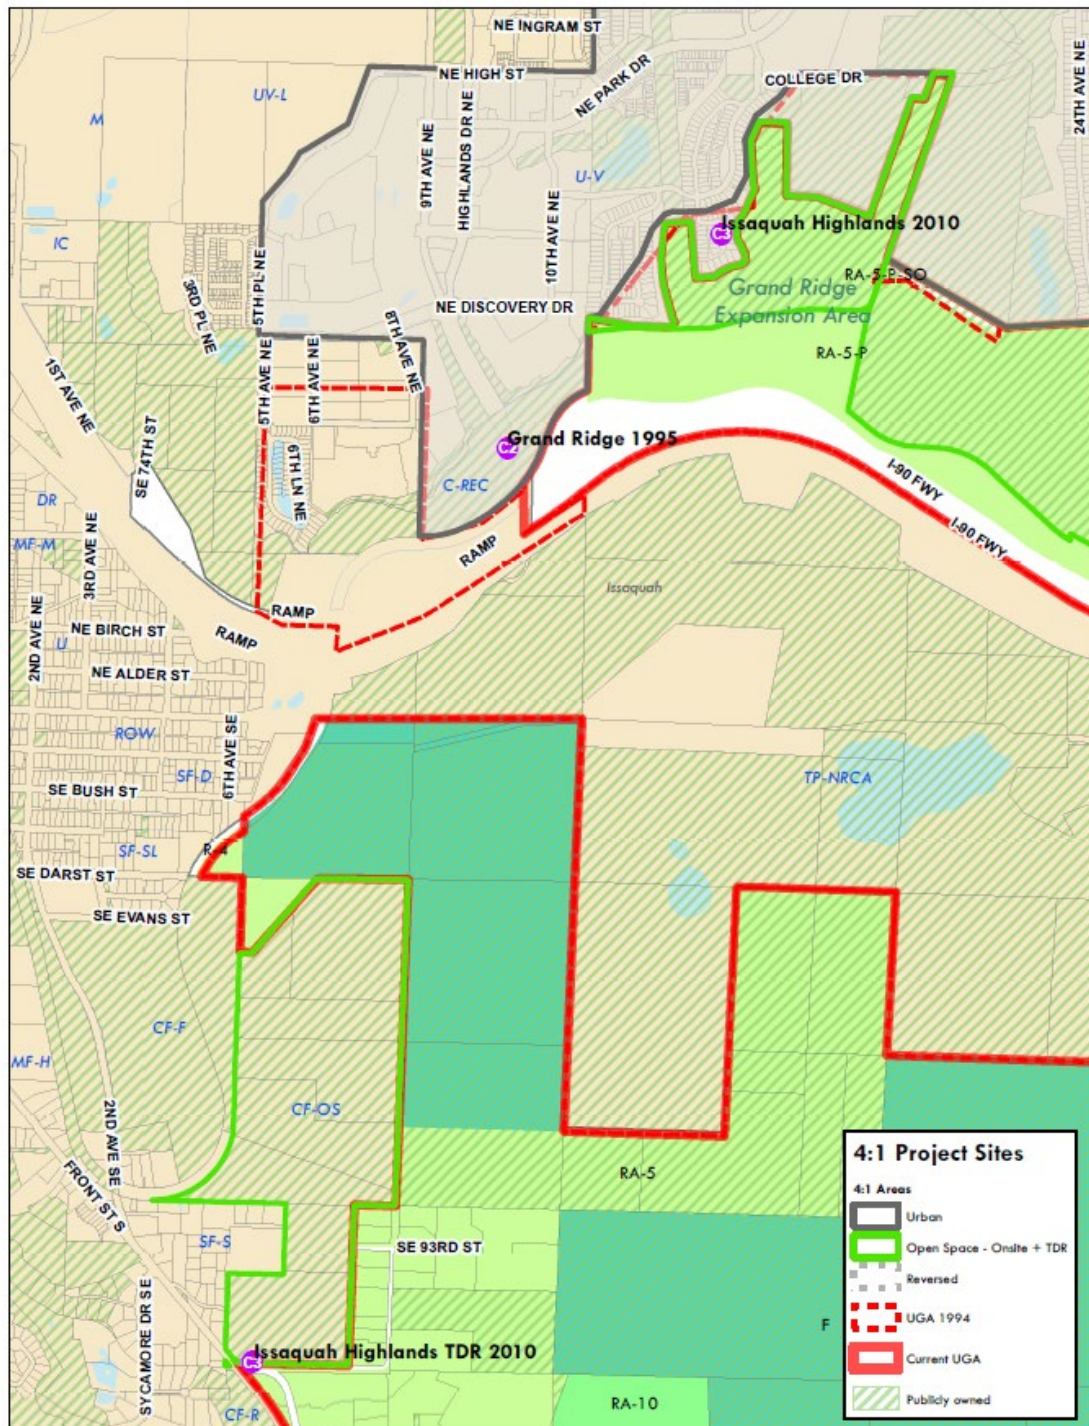 NE INGRAM ST
NE HIGH ST
NE PARK DR
COLLEGE DR
24TH AVE NE
UV-L
M
9TH AVE NE
HIGHLANDS DR NE
U-V
10TH AVE NE
IC
5TH PL NE
3RD PL NE
Issaquah Highlands 2010
RA-5-P-SO
Grand Ridge
Expansion Area
NE DISCOVERY DR
8TH AVE NE
RA-5-P
1ST AVE NE
5TH AVE NE
6TH AVE NE
C2
Grand Ridge 1995
SE 74TH ST
6TH LN NE
C-REC
I-90 FWY
I-90 FWY
DR
MF-M
3RD AVE NE
RAMP
Issaquah
RAMP
RAMP
2ND AVE NE
NE BIRCH ST
U
NE ALDER ST
ROW
6TH AVE SE
SF-D
TP-NRCA
SE BUSH ST
SF-SL
R-4
SE DARST ST
SE EVANS ST
CF-F
MF-H
CF-OS
2ND AVE SE
FRONT ST S
RA-5
SF-S
SE 93RD ST
SYCAMORE DR SE
Issaquah Highlands TDR 2010
F
CF-R
RA-10
4:1 Project Sites
4:1 Areas
Urban
Open Space - Onsite + TDR
Reversed
UGA 1994
Current UGA
Publicly owned